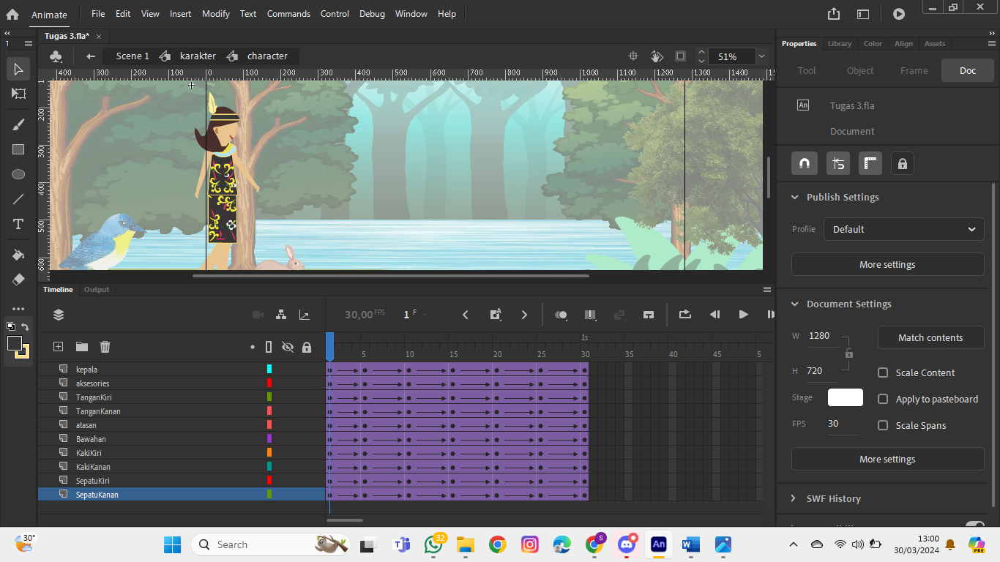 Animate File Edit View Insert Modify Text Commands Control Debug Window Help
Tugas 3.fla*
1
Scene 1 karakter character 51%
Properties Library Color Align Assets
400 300 200 100 0 100 200 300 400 500 600 700 800 900 1000 1100 1200 1300 1400
Tool Object Frame Doc
An Tugas 3.fla
Document
200
300
400
500
600
Publish Settings
Profile Default
More settings
Document Settings
W 1280 Match contents
H 720 Scale Content
Stage Apply to pasteboard
FPS 30 Scale Spans
More settings
SWF History
Timeline Output
30,00 FPS 1 F
1s
5 10 15 20 25 30 35 40 45 5
kepala
aksesories
TanganKiri
TanganKanan
atasan
Bawahan
KakiKiri
KakiKanan
SepatuKiri
SepatuKanan
30° Search 32 S An W PRE
13:00
30/03/2024